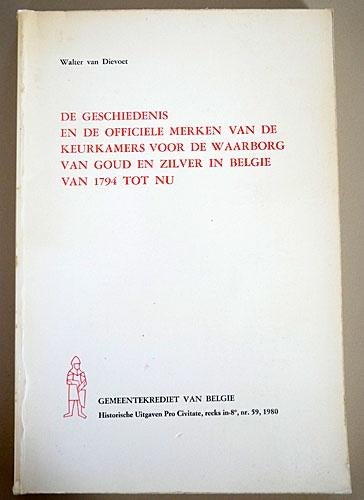 Walter van Dievoet
DE GESCHIEDENIS
EN DE OFFICIELE MERKEN VAN DE
KEURKAMERS VOOR DE WAARBORG
VAN GOUD EN ZILVER IN BELGIE
VAN 1794 TOT NU
GEMEENTEKREDIET VAN BELGIE
Historische Uitgaven Pro Civitate, reeks in-8°, nr. 59, 1980